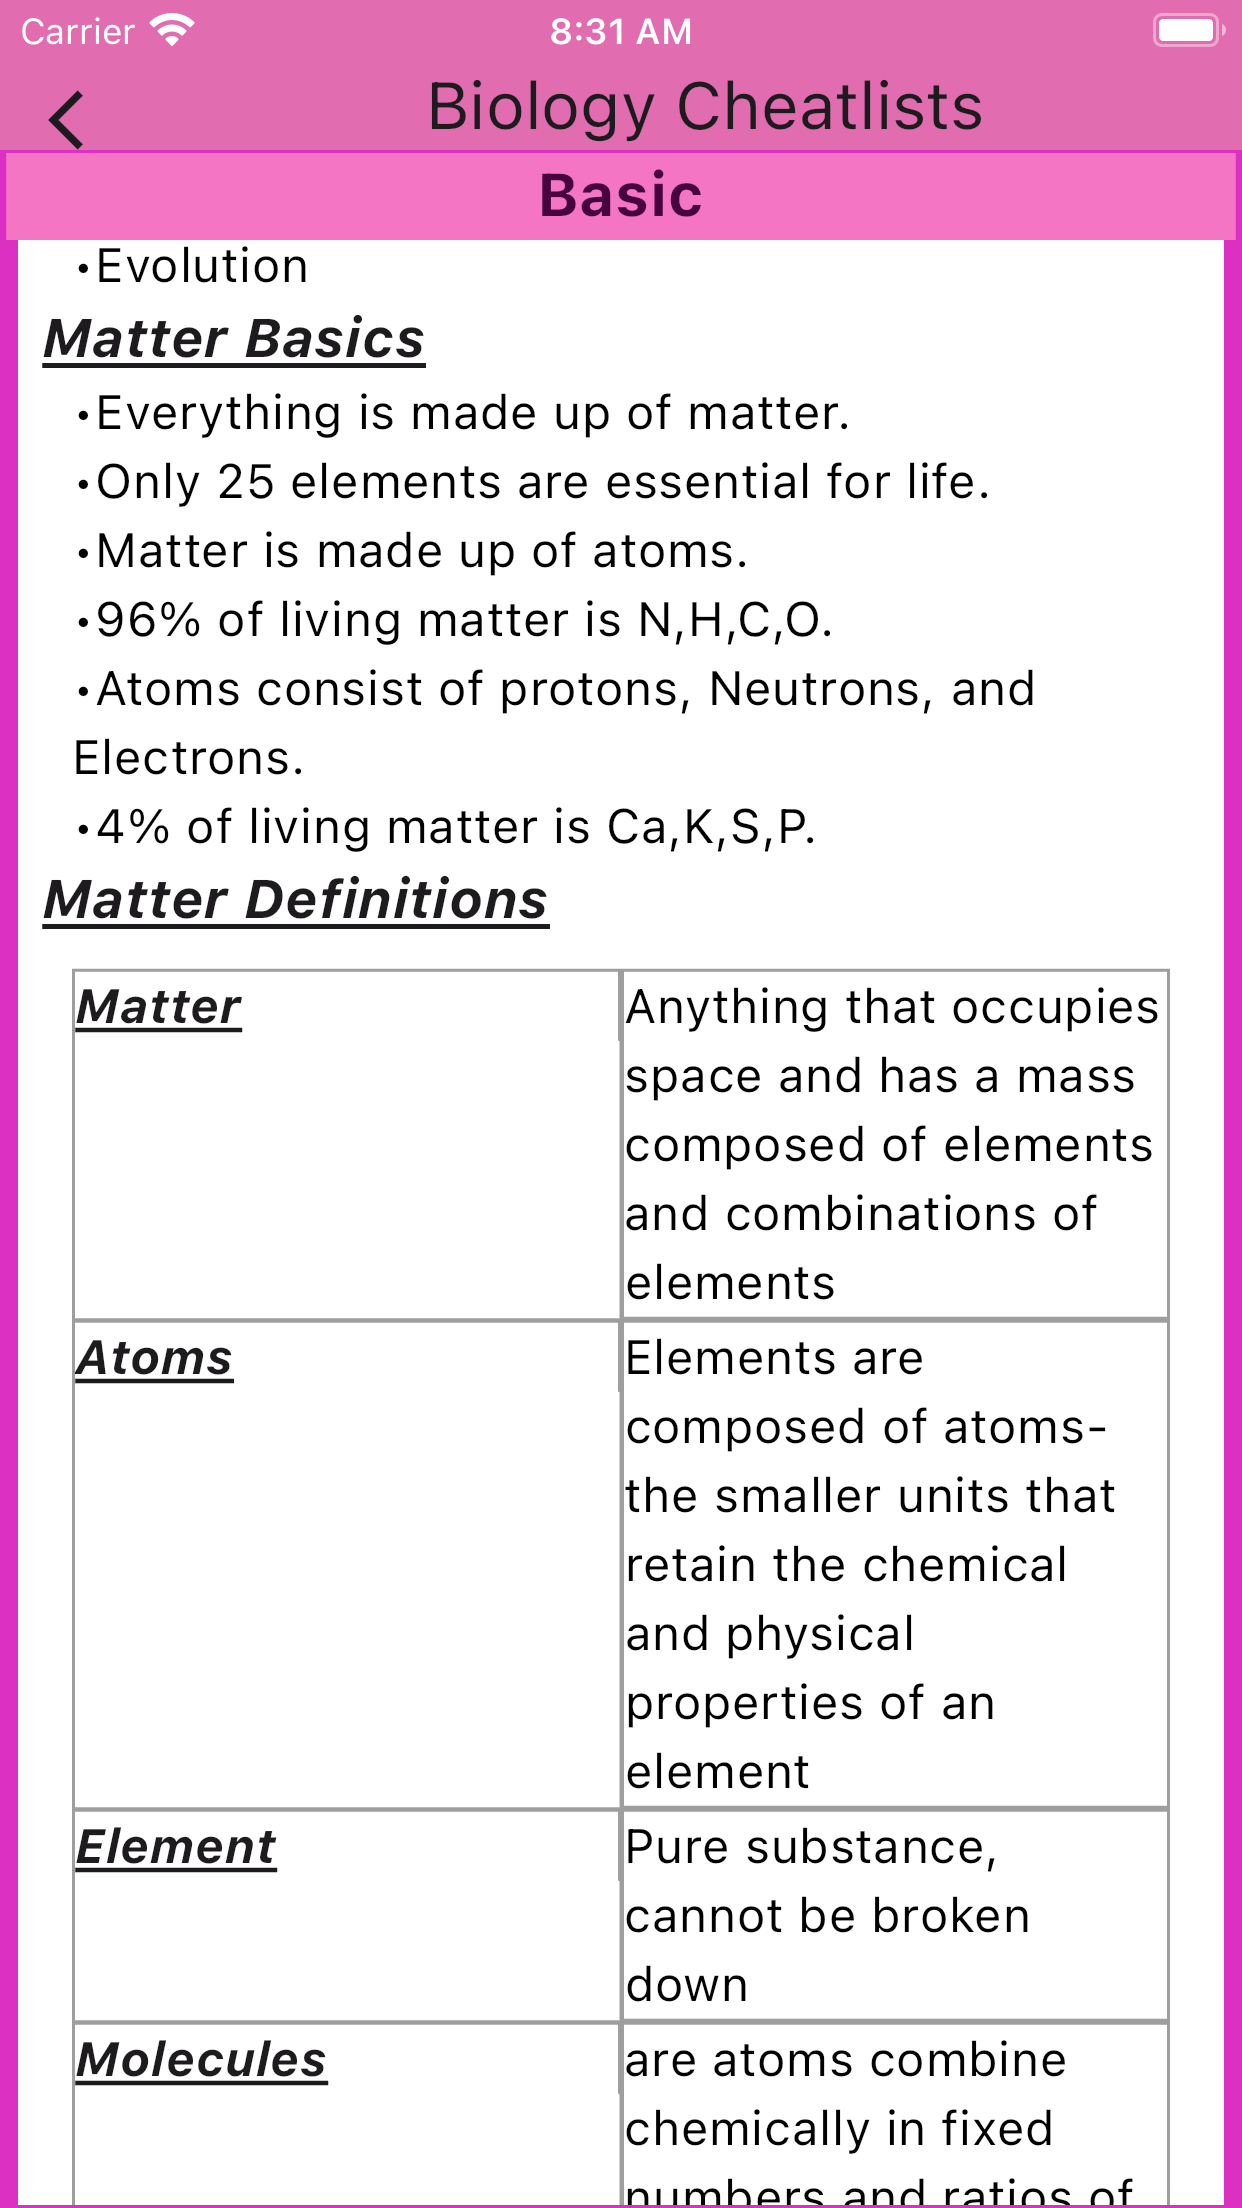 Carrier
8:31 AM
Biology Cheatlists
Basic
•Evolution
Matter Basics
•Everything is made up of matter.
•Only 25 elements are essential for life.
•Matter is made up of atoms.
•96% of living matter is N,H,C,O.
•Atoms consist of protons, Neutrons, and
Electrons.
•4% of living matter is Ca,K,S,P.
Matter Definitions
Matter
Anything that occupies
space and has a mass
composed of elements
and combinations of
elements
Atoms
Elements are
composed of atoms-
the smaller units that
retain the chemical
and physical
properties of an
element
Element
Pure substance,
cannot be broken
down
Molecules
are atoms combine
chemically in fixed
numbers and ratios of